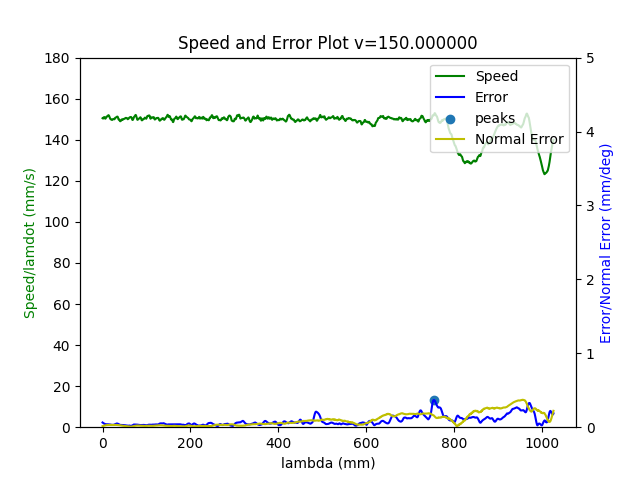 Speed and Error Plot v=150.000000
180
160
140
120
100
80
60
40
20
0
Speed/lamdot (mm/s)
0
200
400
600
800
1000
lambda (mm)
5
4
3
2
1
0
Error/Normal Error (mm/deg)
Speed
Error
peaks
Normal Error